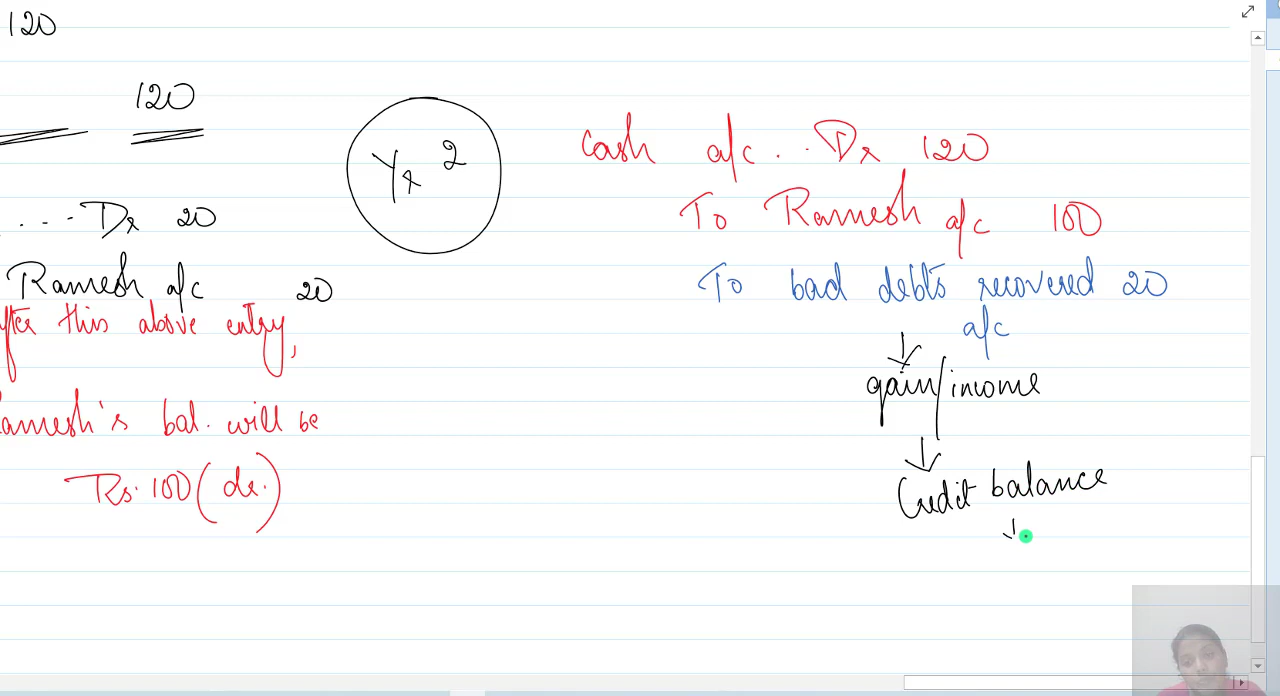 120
120
... Dr 20
Ramesh a/c 20
After this above entry,
Ramesh's bal. will be
Rs. 100 (dr.)
Yr 2
Cash a/c ... Dr 120
To Ramesh a/c 100
To bad debts recovered 20
a/c
gain/income
Credit balance